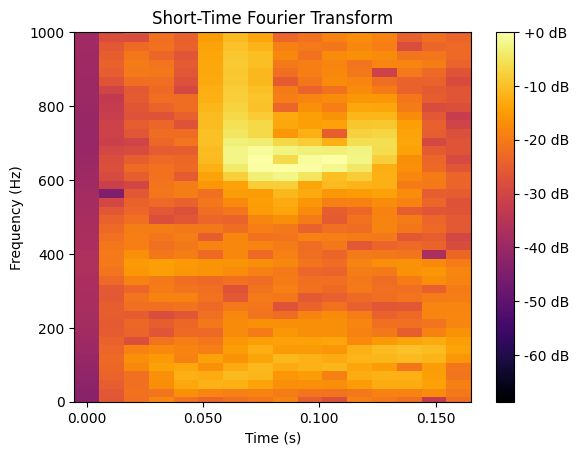 Short-Time Fourier Transform
1000
800
600
400
200
0
Frequency (Hz)
0.000
0.050
0.100
0.150
Time (s)
+0 dB
-10 dB
-20 dB
-30 dB
-40 dB
-50 dB
-60 dB